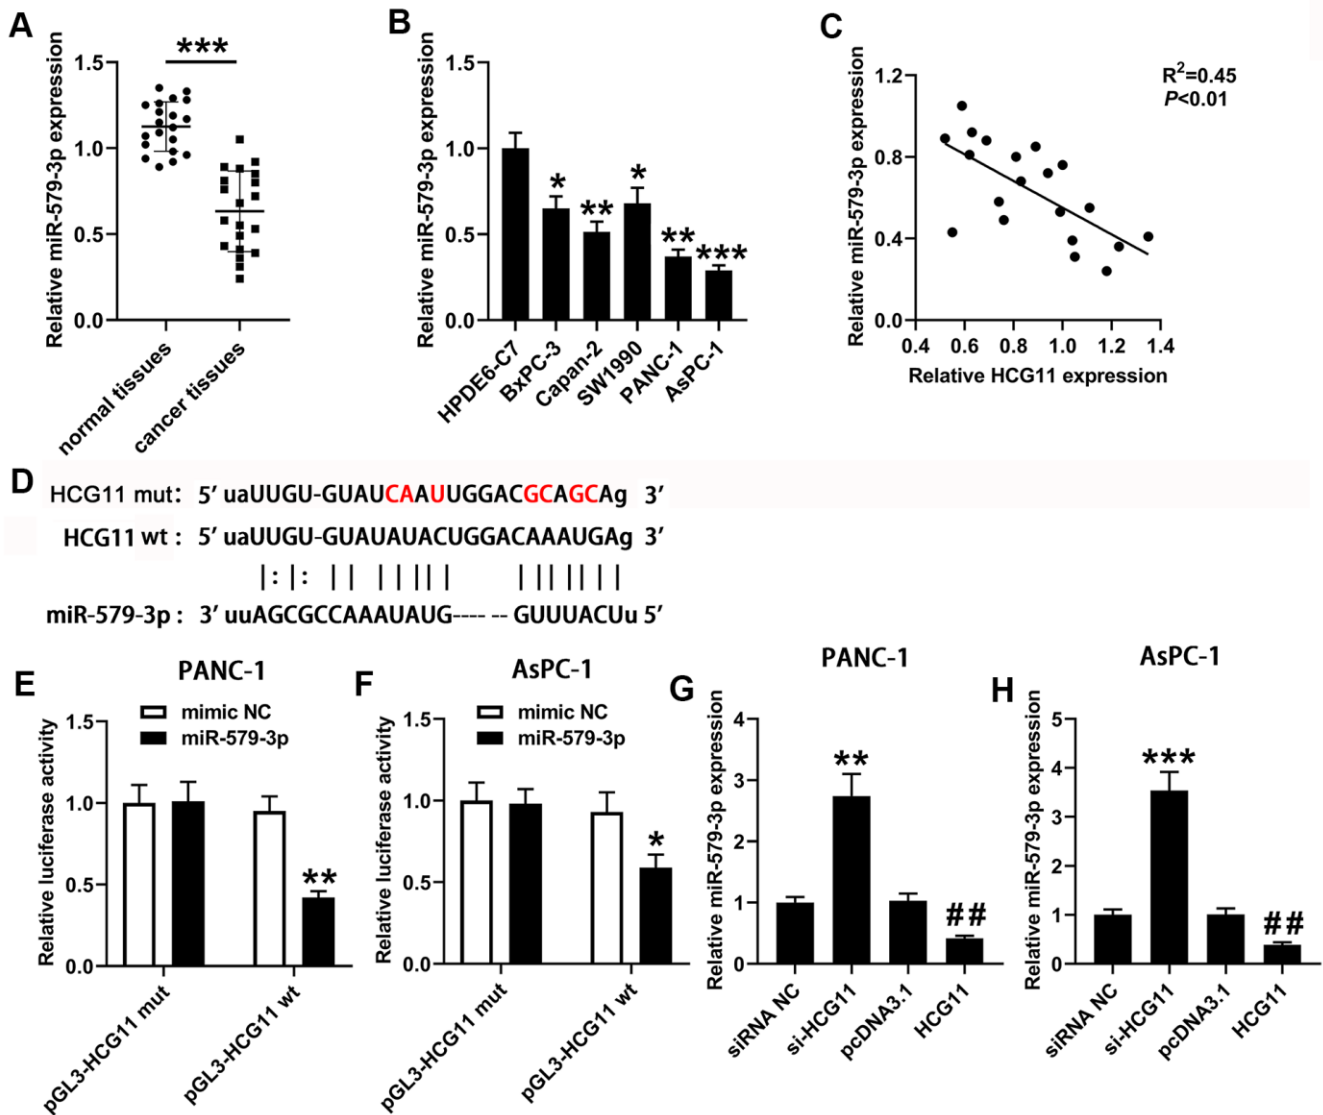 A
Relative miR-579-3p expression
1.5
1.0
0.5
0.0
***
normal tissues
cancer tissues
B
Relative miR-579-3p expression
1.5
1.0
0.5
0.0
*
**
*
**
***
HPDE6-C7
BxPC-3
Capan-2
SW1990
PANC-1
AsPC-1
C
Relative miR-579-3p expression
1.2
0.8
0.4
0.0
R²=0.45
P<0.01
0.4 0.6 0.8 1.0 1.2 1.4
Relative HCG11 expression
D
HCG11 mut: 5′ uaUUGU-GUAUCAAUUGGACGCAGCAg 3′
HCG11 wt : 5′ uaUUGU-GUAUAUACUGGACAAAUGAg 3′
|:|: || ||||| |||||||
miR-579-3p : 3′ uuAGCGCCAAAUAUG---- -- GUUUACUu 5′
E
PANC-1
mimic NC
miR-579-3p
Relative luciferase activity
1.5
1.0
0.5
0.0
**
pGL3-HCG11 mut
pGL3-HCG11 wt
F
AsPC-1
mimic NC
miR-579-3p
Relative luciferase activity
1.5
1.0
0.5
0.0
*
pGL3-HCG11 mut
pGL3-HCG11 wt
G
PANC-1
Relative miR-579-3p expression
4
3
2
1
0
**
##
siRNA NC
si-HCG11
pcDNA3.1
HCG11
H
AsPC-1
Relative miR-579-3p expression
5
4
3
2
1
0
***
##
siRNA NC
si-HCG11
pcDNA3.1
HCG11